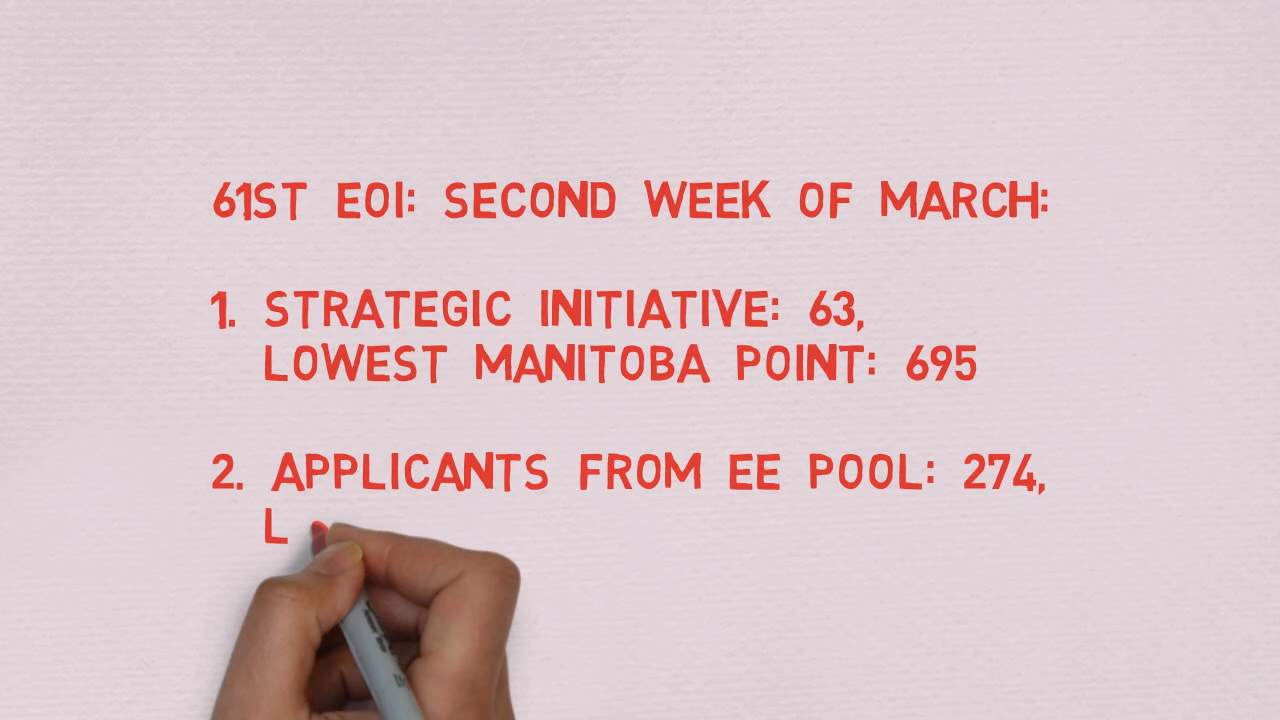 61ST EOI: SECOND WEEK OF MARCH:
1. STRATEGIC INITIATIVE: 63,
LOWEST MANITOBA POINT: 695
2. APPLICANTS FROM EE POOL: 274,
L